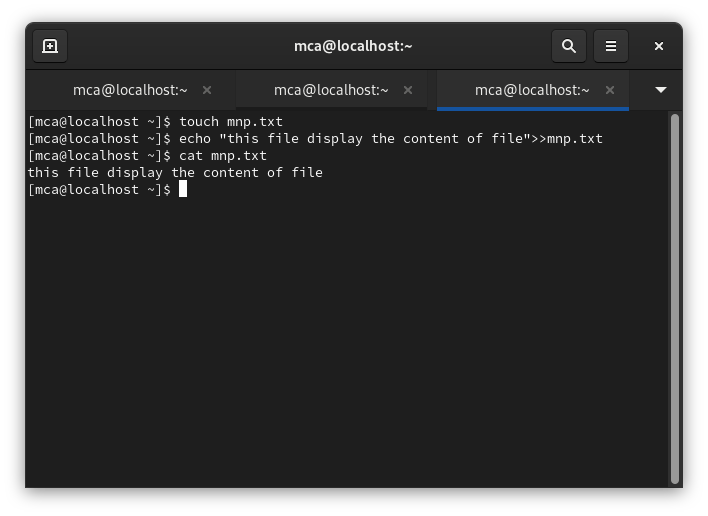 mca@localhost:~
mca@localhost:~ × mca@localhost:~ × mca@localhost:~ ×
[mca@localhost ~]$ touch mnp.txt
[mca@localhost ~]$ echo "this file display the content of file">>mnp.txt
[mca@localhost ~]$ cat mnp.txt
this file display the content of file
[mca@localhost ~]$